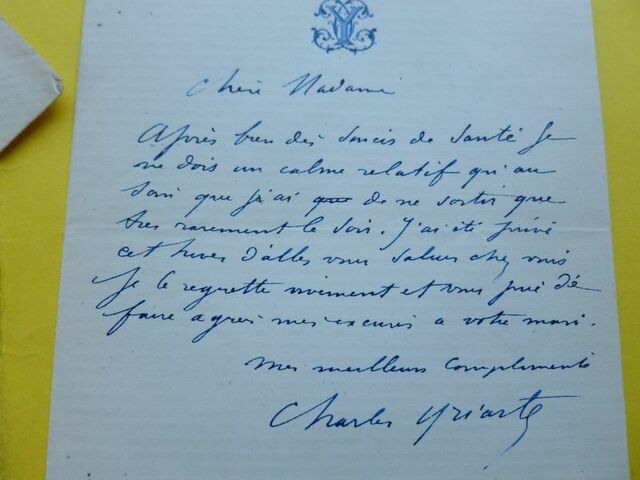 Chère Madame
Après bien des soucis de santé Je
ne dois un calme relatif qu'au
soin que j'ai que de ne sortir que
très rarement le soir. J'ai été privé
cet hiver d'aller vous saluer chez vous
Je le regrette vivement et vous prie de
faire agréer mes excuses à votre mari.
Mes meilleurs compliments
Charles Yriarte